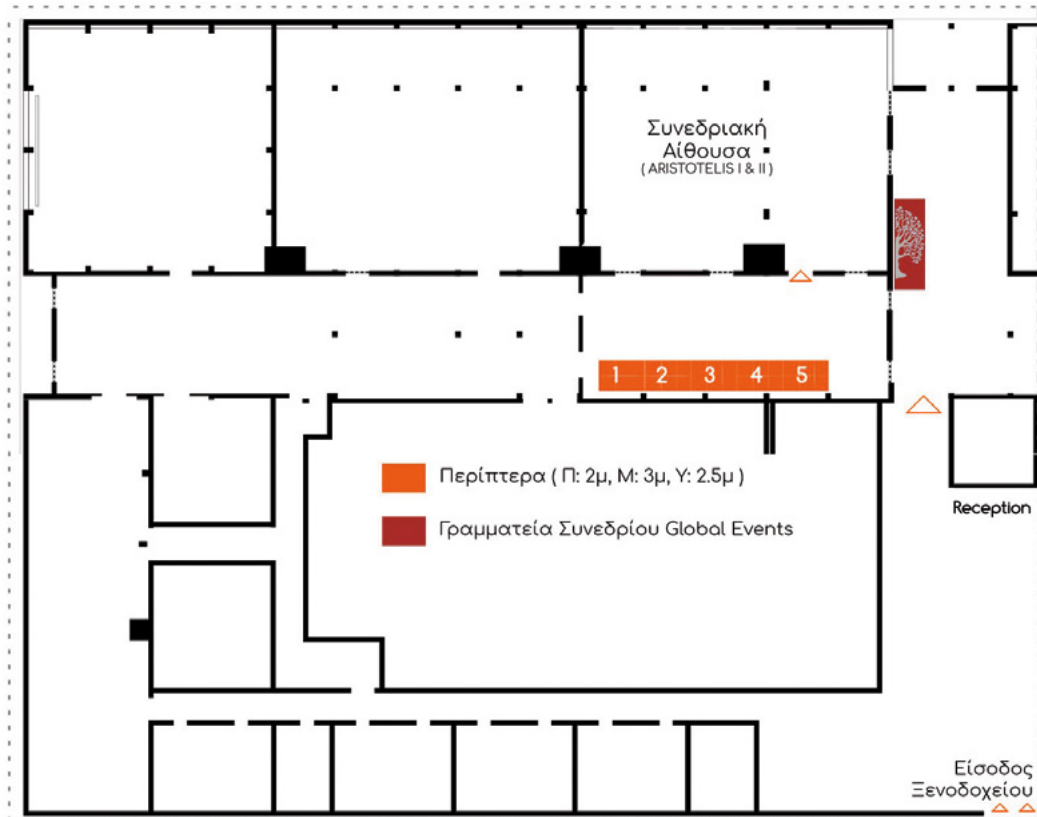 Συνεδριακή
Αίθουσα
( ARISTOTELIS I & II )
1 2 3 4 5
Περίπτερα ( Π: 2μ, Μ: 3μ, Υ: 2.5μ )
Γραμματεία Συνεδρίου Global Events
Reception
Είσοδος
Ξενοδοχείου